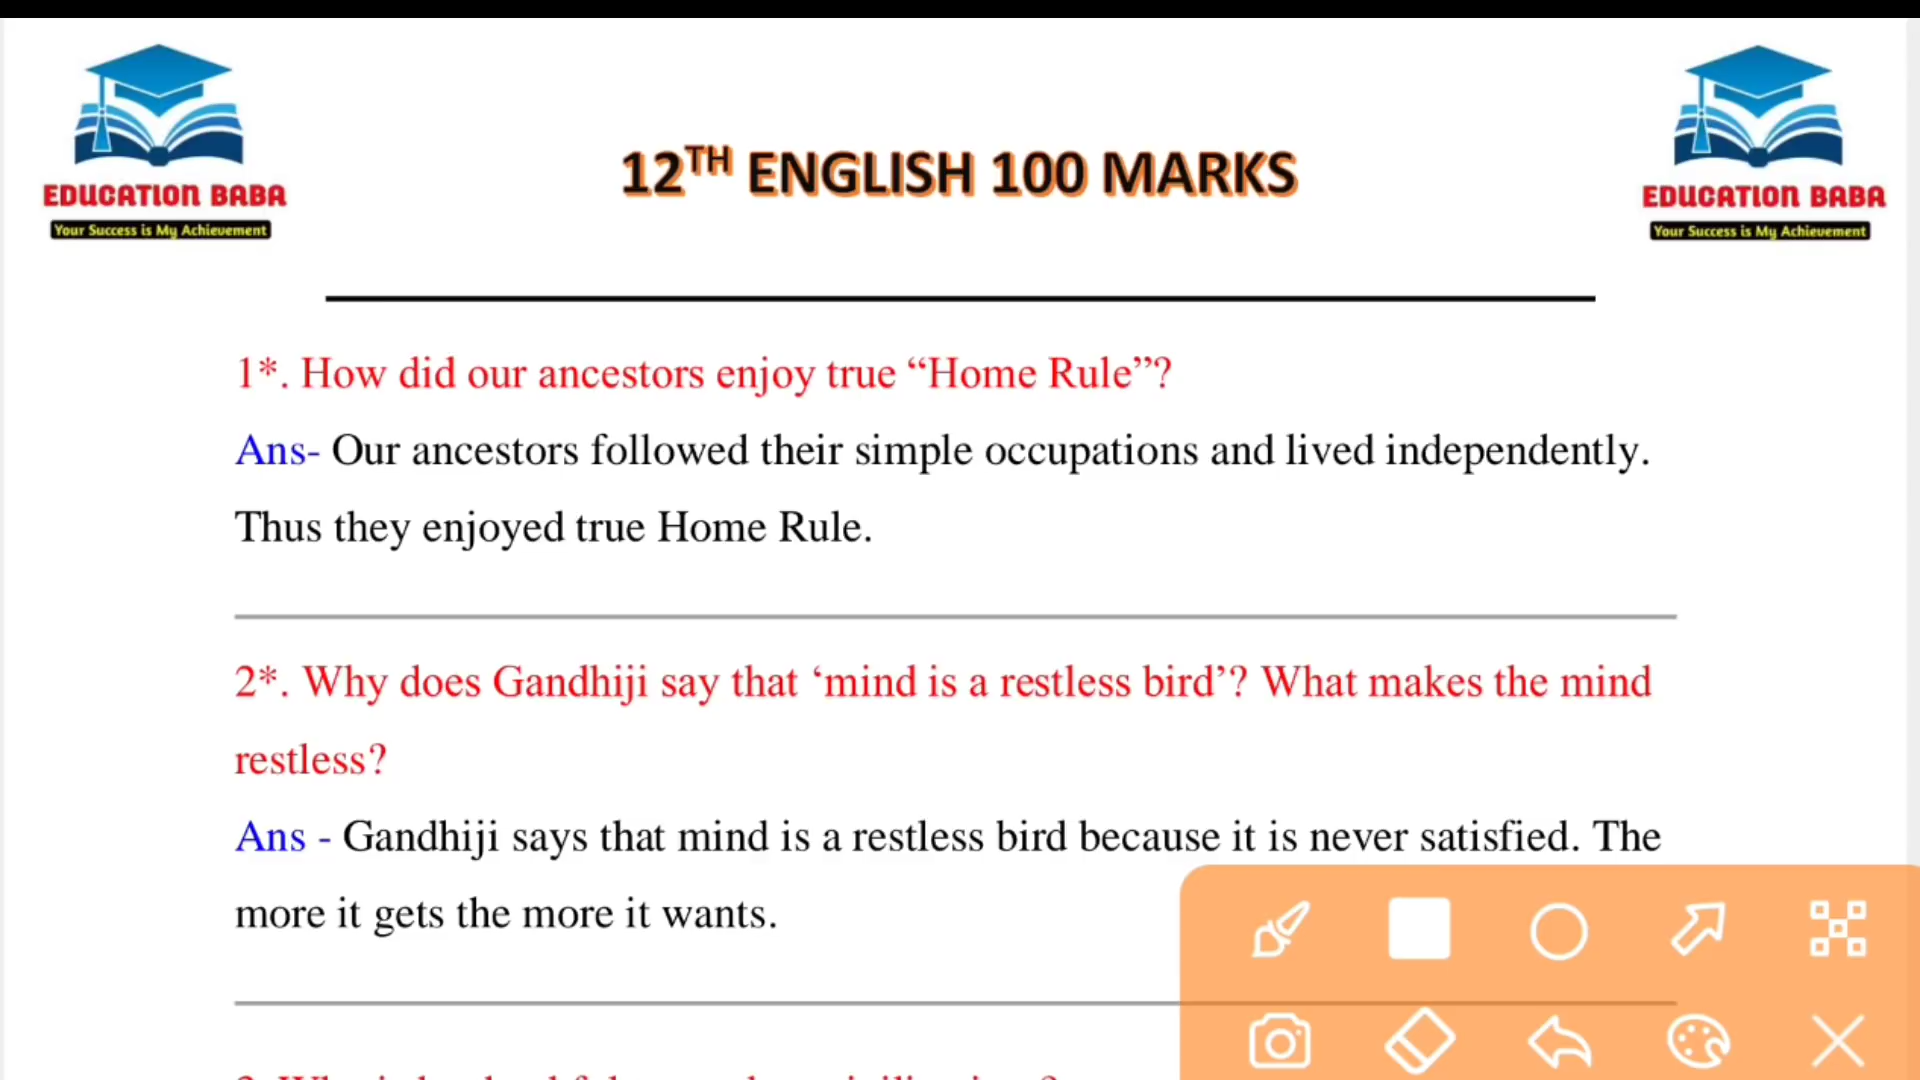 EDUCATION BABA
Your Success is My Achievement
12TH ENGLISH 100 MARKS
EDUCATION BABA
Your Success is My Achievement
1*. How did our ancestors enjoy true “Home Rule”?
Ans- Our ancestors followed their simple occupations and lived independently.
Thus they enjoyed true Home Rule.
2*. Why does Gandhiji say that ‘mind is a restless bird’? What makes the mind
restless?
Ans - Gandhiji says that mind is a restless bird because it is never satisfied. The
more it gets the more it wants.